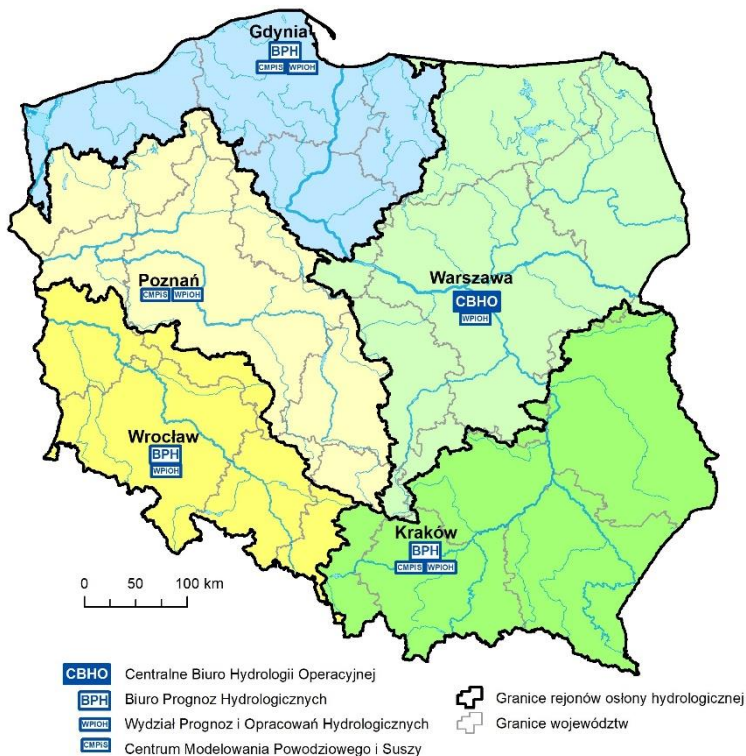 Gdynia
BPH
CMPiS WPIOH
Poznań
CMPiS WPIOH
Warszawa
CBHO
WPIOH
Wrocław
BPH
WPIOH
Kraków
BPH
CMPiS WPIOH
0 50 100 km
CBHO Centralne Biuro Hydrologii Operacyjnej
BPH Biuro Prognoz Hydrologicznych
WPIOH Wydział Prognoz i Opracowań Hydrologicznych
CMPiS Centrum Modelowania Powodziowego i Suszy
Granice rejonów osłony hydrologicznej
Granice województw